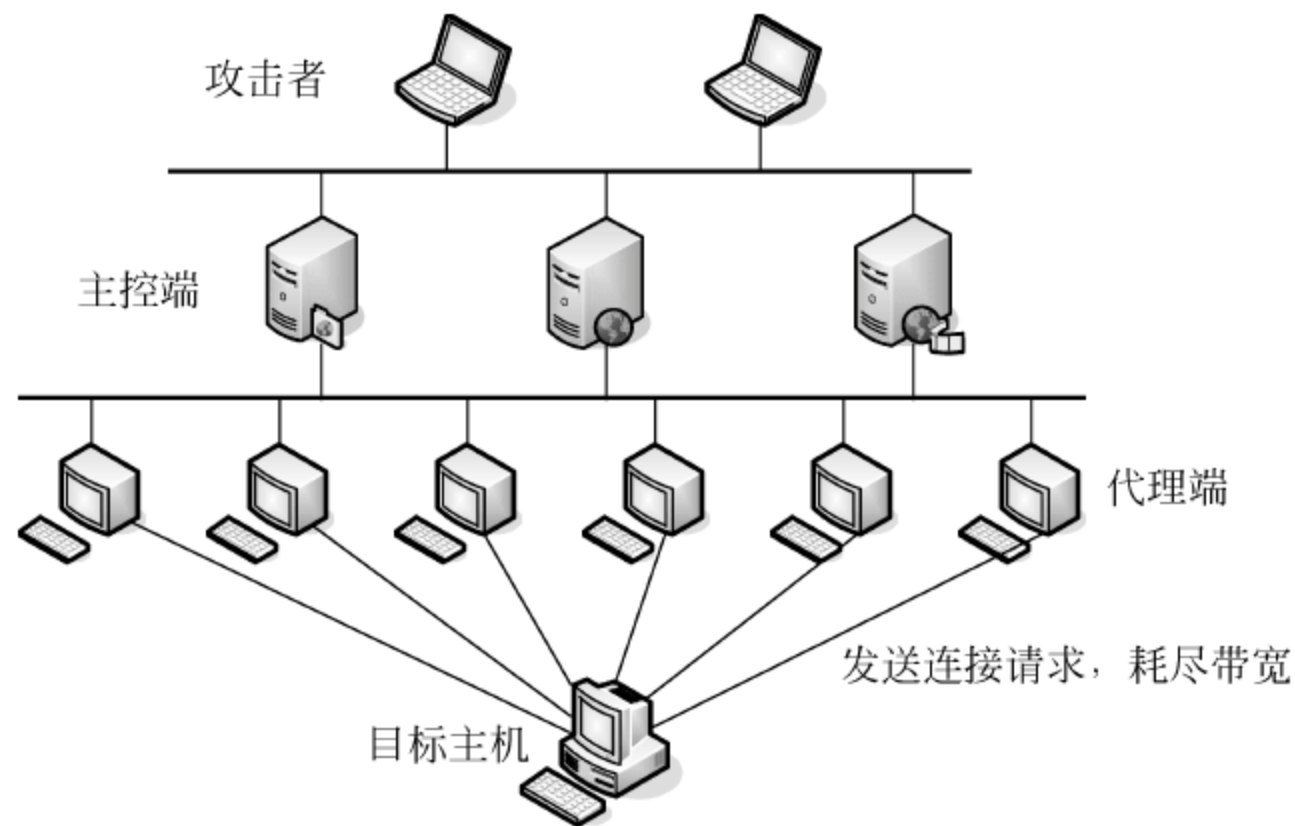 攻击者
主控端
代理端
发送连接请求，耗尽带宽
目标主机